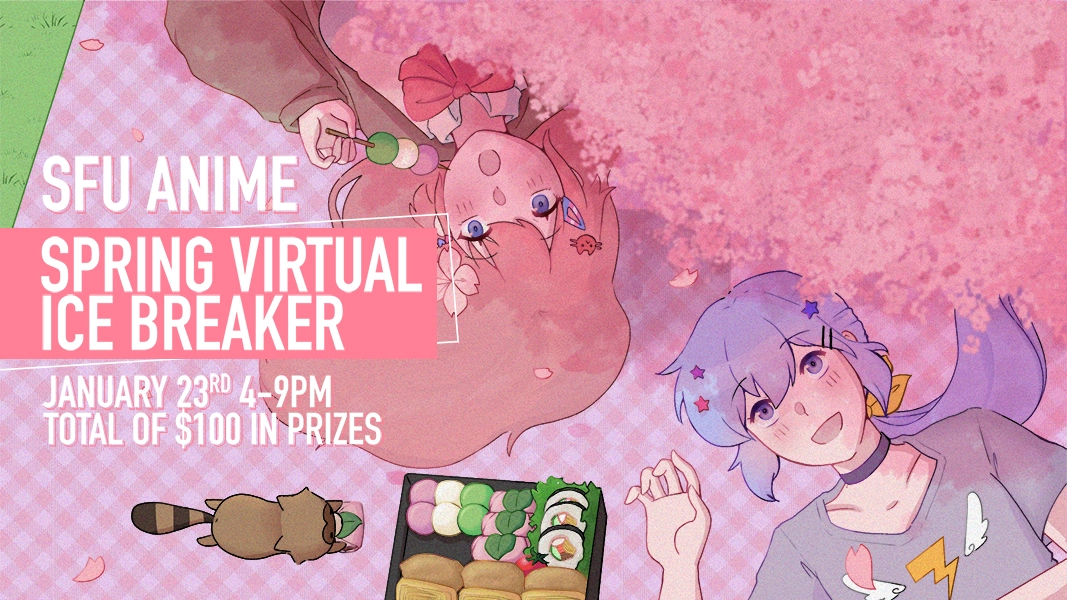 SFU ANIME
SPRING VIRTUAL
ICE BREAKER
JANUARY 23RD 4-9PM
TOTAL OF $100 IN PRIZES